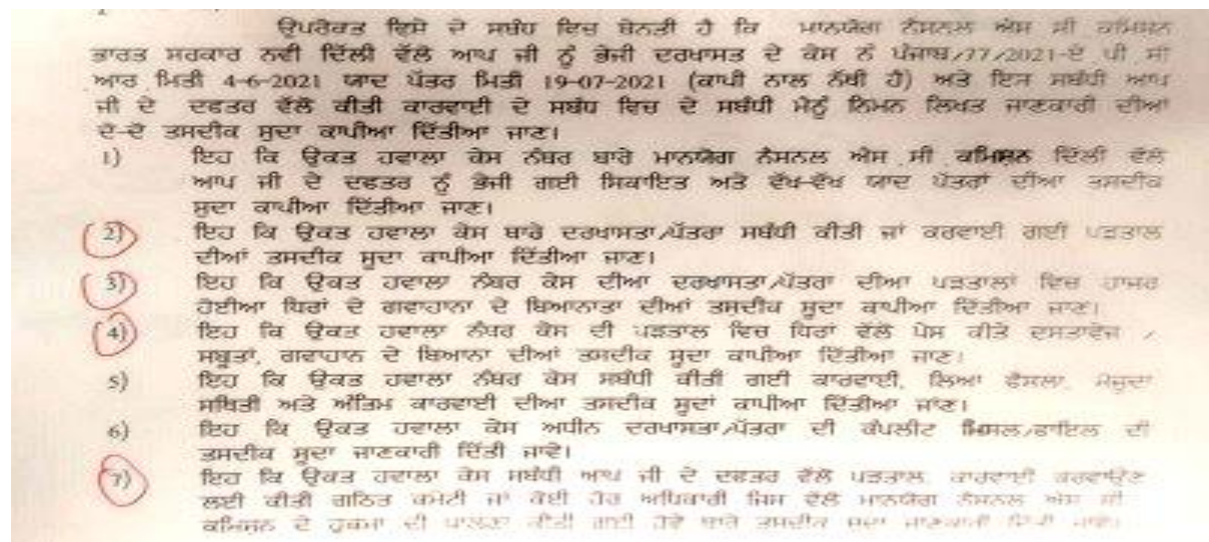 ਉਪਰੋਕਤ ਵਿਸ਼ੇ ਦੇ ਸਬੰਧ ਵਿਚ ਬੇਨਤੀ ਹੈ ਕਿ ਮਾਨਯੋਗ ਨੈਸਨਲ ਐਸ ਸੀ ਕਮਿਸਨ
ਭਾਰਤ ਸਰਕਾਰ ਨਵੀ ਦਿੱਲੀ ਵੱਲੋ ਆਪ ਜੀ ਨੂੰ ਭੇਜੀ ਦਰਖਾਸਤ ਦੇ ਕੇਸ ਨੰ ਪੰਜਾਬ/77/2021-ਏ ਪੀ ਸੀ
ਆਰ ਮਿਤੀ 4-6-2021 ਯਾਦ ਪੱਤਰ ਮਿਤੀ 19-07-2021 (ਕਾਪੀ ਨਾਲ ਨੱਥੀ ਹੈ) ਅਤੇ ਇਸ ਸਬੰਧੀ ਆਪ
ਜੀ ਦੇ ਦਫਤਰ ਵੱਲੋ ਕੀਤੀ ਕਾਰਵਾਈ ਦੇ ਸਬੰਧ ਵਿਚ ਦੇ ਸਬੰਧੀ ਮੈਨੂੰ ਨਿਮਨ ਲਿਖਤ ਜਾਣਕਾਰੀ ਦੀਆ
ਦੋ-ਦੋ ਤਸਦੀਕ ਸੁਦਾ ਕਾਪੀਆ ਦਿੱਤੀਆ ਜਾਣ।
1) ਇਹ ਕਿ ਉਕਤ ਹਵਾਲਾ ਕੇਸ ਨੰਬਰ ਬਾਰੇ ਮਾਨਯੋਗ ਨੈਸਨਲ ਐਸ ਸੀ ਕਮਿਸਨ ਦਿੱਲੀ ਵੱਲੋ
ਆਪ ਜੀ ਦੇ ਦਫਤਰ ਨੂੰ ਭੇਜੀ ਗਈ ਸਿਕਾਇਤ ਅਤੇ ਵੱਖ-ਵੱਖ ਯਾਦ ਪੱਤਰਾਂ ਦੀਆ ਤਸਦੀਕ
ਸੁਦਾ ਕਾਪੀਆ ਦਿੱਤੀਆ ਜਾਣ।
2) ਇਹ ਕਿ ਉਕਤ ਹਵਾਲਾ ਕੇਸ ਬਾਰੇ ਦਰਖਾਸਤਾ/ਪੱਤਰਾ ਸਬੰਧੀ ਕੀਤੀ ਜਾਂ ਕਰਵਾਈ ਗਈ ਪੜਤਾਲ
ਦੀਆਂ ਤਸਦੀਕ ਸੁਦਾ ਕਾਪੀਆ ਦਿੱਤੀਆ ਜਾਣ।
3) ਇਹ ਕਿ ਉਕਤ ਹਵਾਲਾ ਨੰਬਰ ਕੇਸ ਦੀਆ ਦਰਖਾਸਤਾ/ਪੱਤਰਾ ਦੀਆ ਪੜਤਾਲਾਂ ਵਿਚ ਹਾਜਰ
ਹੋਈਆ ਧਿਰਾਂ ਦੇ ਗਵਾਹਾਨਾ ਦੇ ਬਿਆਨਾਤਾ ਦੀਆਂ ਤਸਦੀਕ ਸੁਦਾ ਕਾਪੀਆ ਦਿੱਤੀਆ ਜਾਣ।
4) ਇਹ ਕਿ ਉਕਤ ਹਵਾਲਾ ਨੰਬਰ ਕੇਸ ਦੀ ਪੜਤਾਲ ਵਿਚ ਧਿਰਾਂ ਵੱਲੋ ਪੇਸ ਕੀਤੇ ਦਸਤਾਵੇਜ /
ਸਬੂਤਾਂ, ਗਵਾਹਾਨ ਦੇ ਬਿਆਨਾ ਦੀਆਂ ਤਸਦੀਕ ਸੁਦਾ ਕਾਪੀਆ ਦਿੱਤੀਆ ਜਾਣ।
5) ਇਹ ਕਿ ਉਕਤ ਹਵਾਲਾ ਨੰਬਰ ਕੇਸ ਸਬੰਧੀ ਕੀਤੀ ਗਈ ਕਾਰਵਾਈ, ਲਿਆ ਫੈਸਲਾ, ਮੌਜੂਦਾ
ਸਥਿਤੀ ਅਤੇ ਅੰਤਿਮ ਕਾਰਵਾਈ ਦੀਆ ਤਸਦੀਕ ਸੁਦਾਂ ਕਾਪੀਆ ਦਿੱਤੀਆ ਜਾਂਣ।
6) ਇਹ ਕਿ ਉਕਤ ਹਵਾਲਾ ਕੇਸ ਅਧੀਨ ਦਰਖਾਸਤਾ/ਪੱਤਰਾ ਦੀ ਕੰਪਲੀਟ ਮਿਸਲ/ਫਾਇਲ ਦੀ
ਤਸਦੀਕ ਸੁਦਾ ਜਾਣਕਾਰੀ ਦਿੱਤੀ ਜਾਵੇ।
7) ਇਹ ਕਿ ਉਕਤ ਹਵਾਲਾ ਕੇਸ ਸਬੰਧੀ ਆਪ ਜੀ ਦੇ ਦਫਤਰ ਵੱਲੋ ਪੜਤਾਲ, ਕਾਰਵਾਈ ਕਰਵਾਉਣ
ਲਈ ਕੀਤੀ ਗਠਿਤ ਕਮੇਟੀ ਜਾਂ ਕੋਈ ਹੋਰ ਅਧਿਕਾਰੀ ਜਿਸ ਵੱਲੋ ਮਾਨਯੋਗ ਨੈਸਨਲ ਐਸ ਸੀ
ਕਮਿਸ਼ਨ ਦੇ ਹੁਕਮਾ ਦੀ ਪਾਲਣਾ ਕੀਤੀ ਗਈ ਹੋਵੇ ਬਾਰੇ ਤਸਦੀਕ ਸੁਦਾ ਜਾਣਕਾਰੀ ਦਿੱਤੀ ਜਾਵੇ।